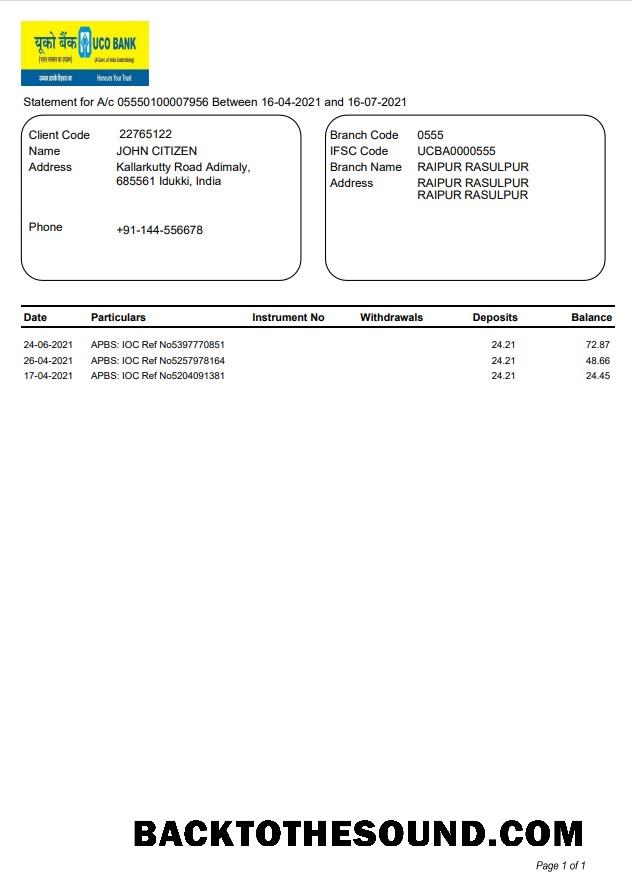 यूको बैंक UCO BANK
(भारत सरकार का उपक्रम) (A Govt. of India Undertaking)
सम्मान आपके विश्वास का Honours Your Trust
Statement for A/c 05550100007956 Between 16-04-2021 and 16-07-2021
Client Code 22765122
Name JOHN CITIZEN
Address Kallarkutty Road Adimaly,
685561 Idukki, India
Phone +91-144-556678
Branch Code 0555
IFSC Code UCBA0000555
Branch Name RAIPUR RASULPUR
Address RAIPUR RASULPUR
RAIPUR RASULPUR
Date Particulars Instrument No Withdrawals Deposits Balance
24-06-2021 APBS: IOC Ref No5397770851 24.21 72.87
26-04-2021 APBS: IOC Ref No5257978164 24.21 48.66
17-04-2021 APBS: IOC Ref No5204091381 24.21 24.45
BACKTOTHESOUND.COM
Page 1 of 1